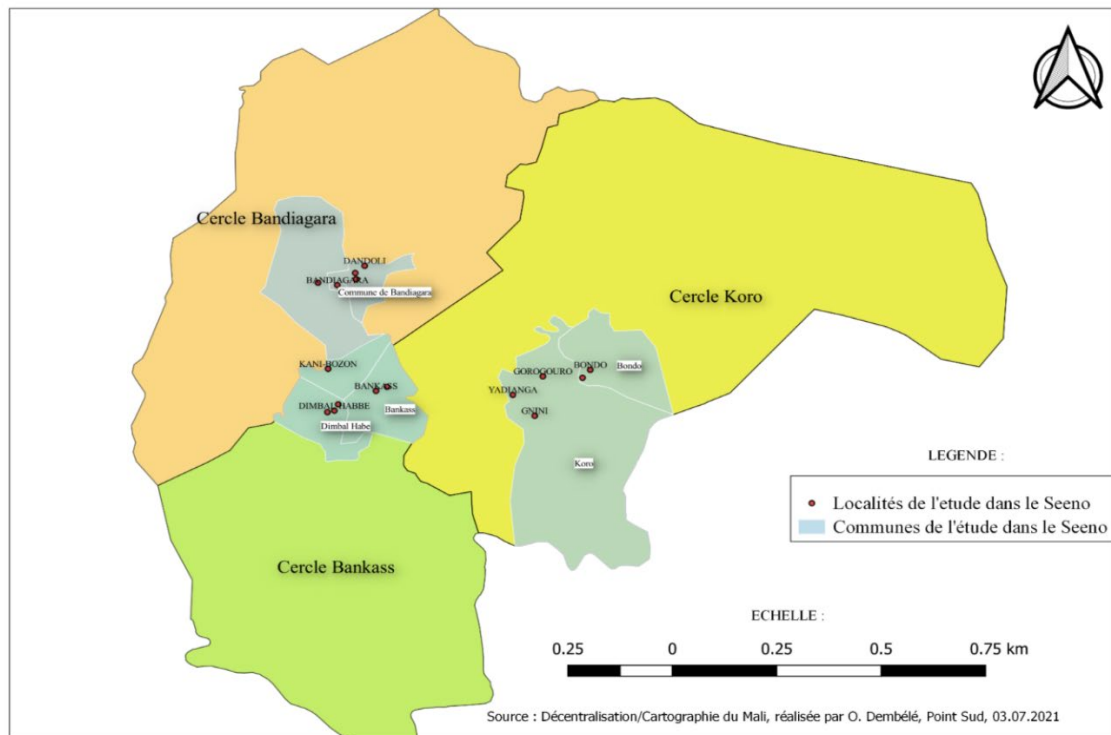 Cercle Bandiagara
DANDOLI
BANDIAGARA
Commune de Bandiagara
Cercle Koro
KANI-BOZON
BANKASS
Bankass
DIMBAL HABBE
Dimbal Habe
BONDO
Bondo
GOROGOURO
YADIANGA
GNINI
Koro
Cercle Bankass
LEGENDE :
Localités de l'etude dans le Seeno
Communes de l'étude dans le Seeno
ECHELLE :
0.25 0 0.25 0.5 0.75 km
Source : Décentralisation/Cartographie du Mali, réalisée par O. Dembélé, Point Sud, 03.07.2021